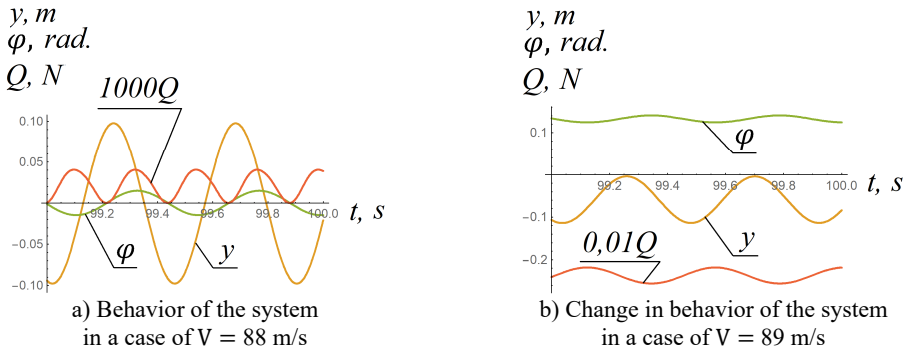 y, m
φ, rad.
Q, N
1000Q
0.10
0.05
−0.05
−0.10
99.2
99.4
99.6
99.8
100.0
t, s
φ
y
a) Behavior of the system
in a case of V = 88 m/s
y, m
φ, rad.
Q, N
0.1
−0.1
−0.2
99.2
99.4
99.6
99.8
100.0
t, s
φ
0,01Q
y
b) Change in behavior of the system
in a case of V = 89 m/s